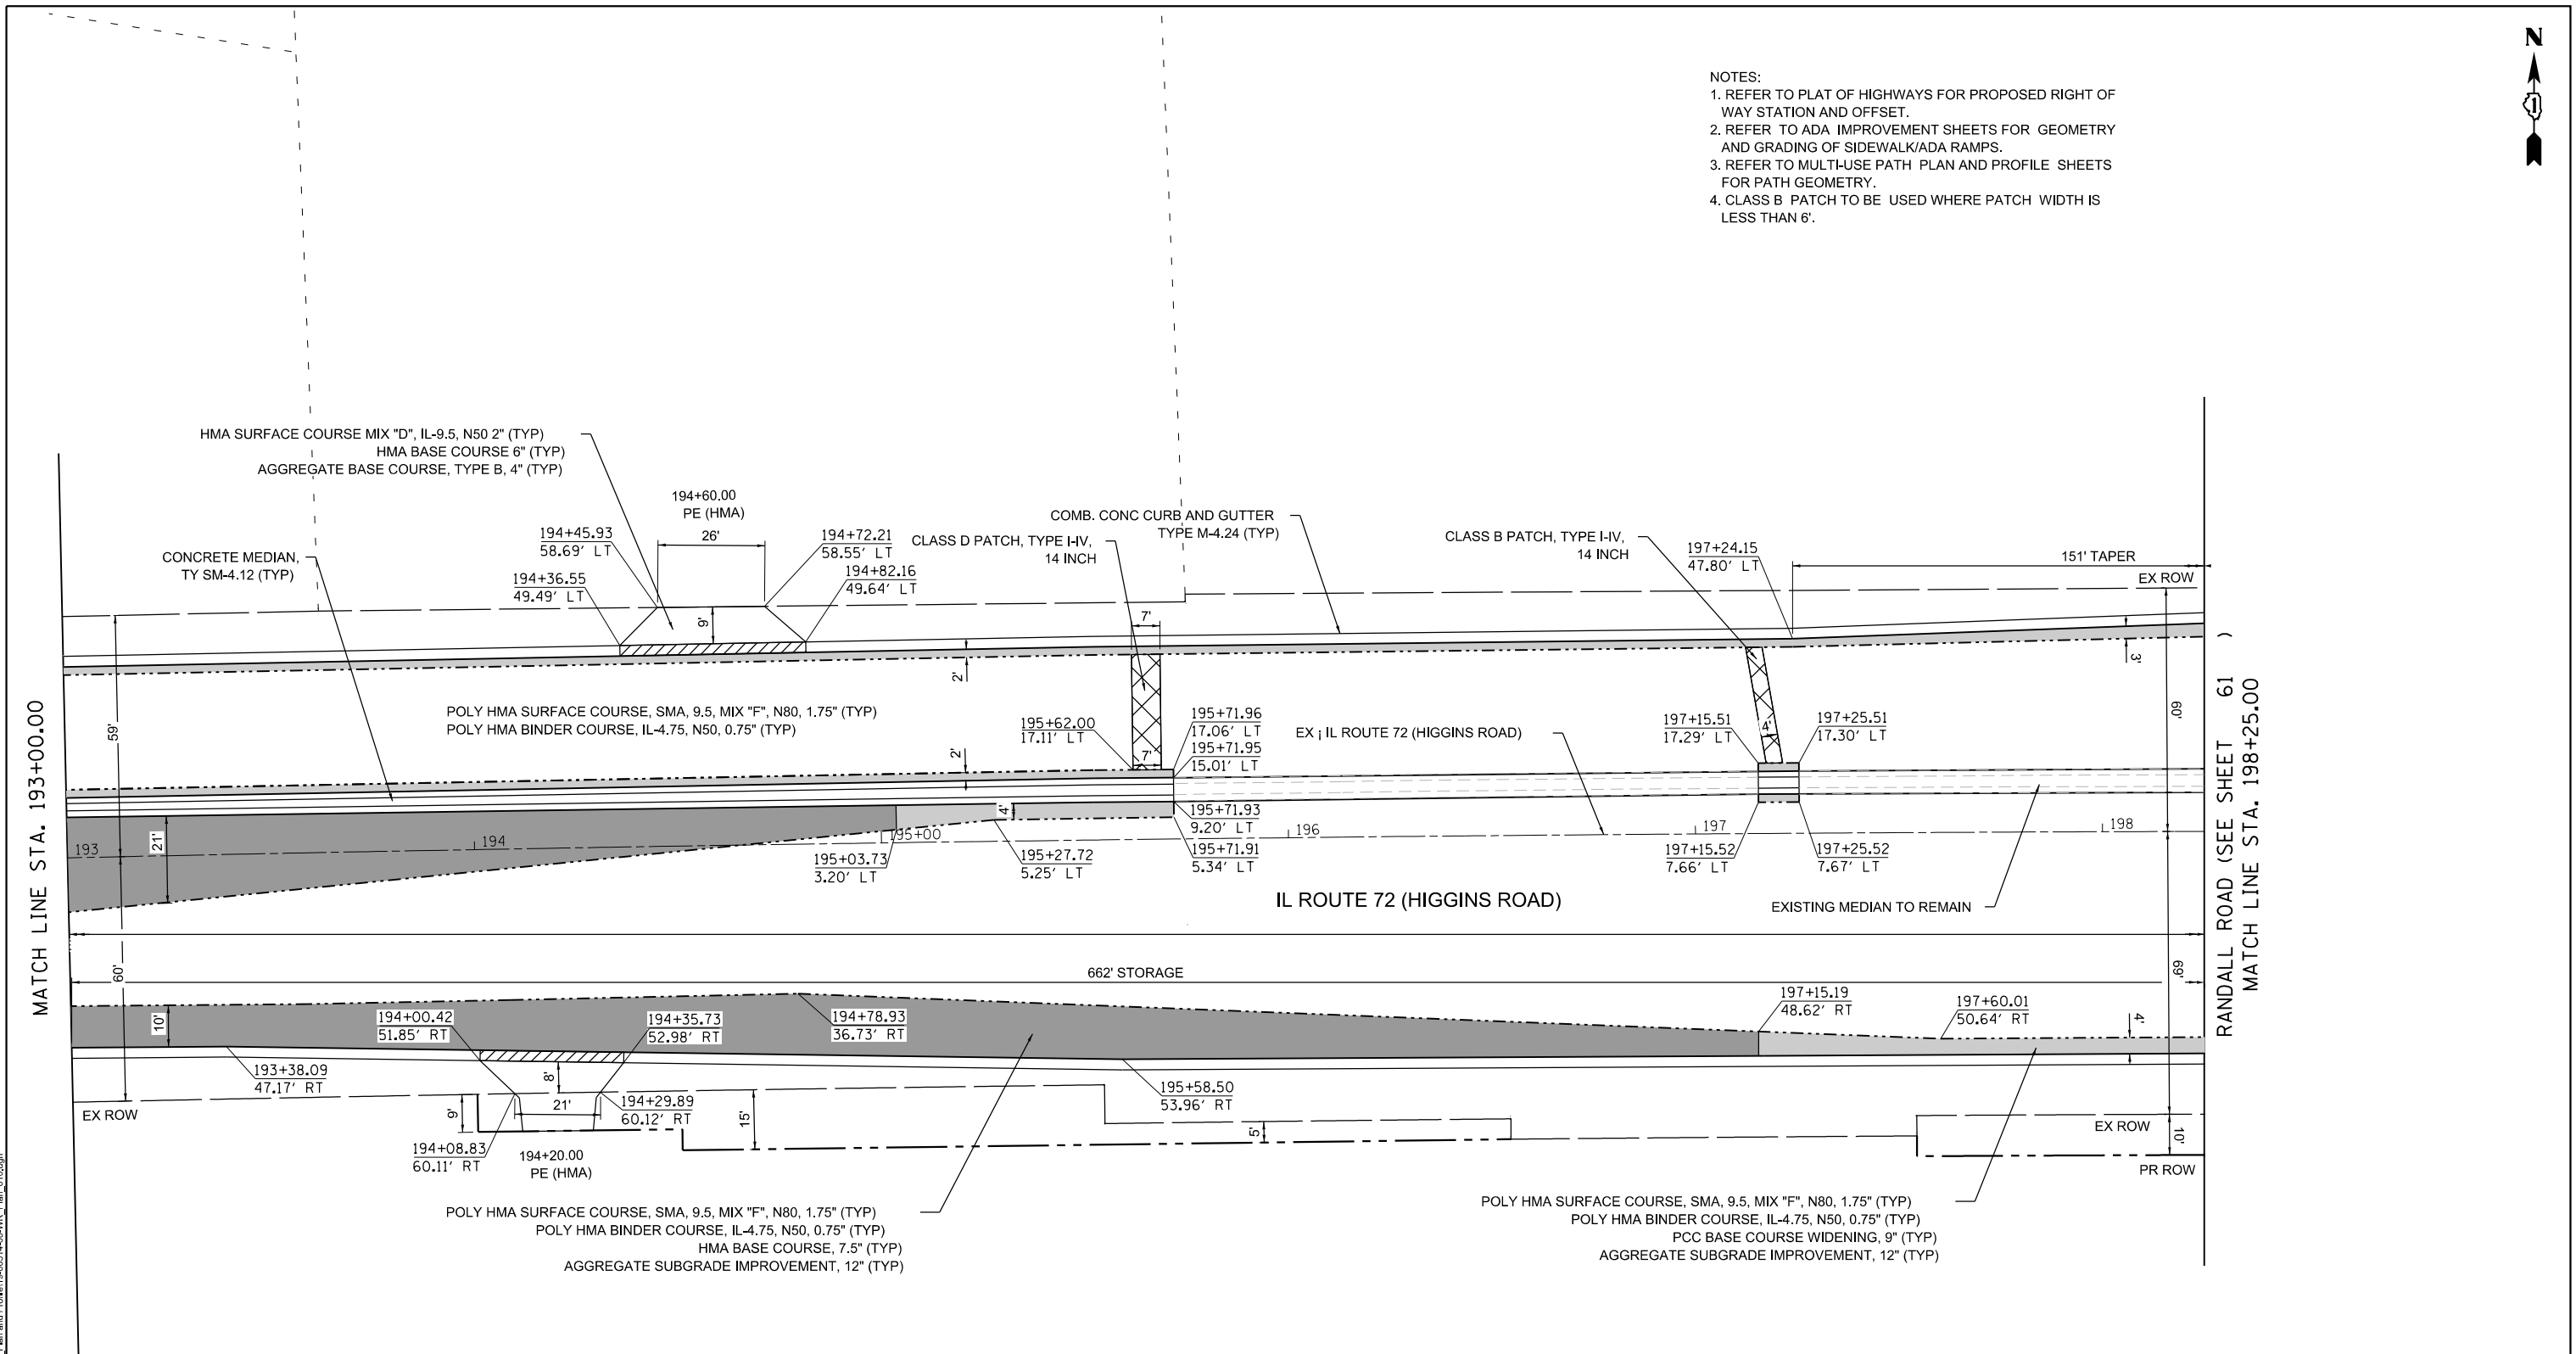 N
NOTES:
1. REFER TO PLAT OF HIGHWAYS FOR PROPOSED RIGHT OF
WAY STATION AND OFFSET.
2. REFER TO ADA IMPROVEMENT SHEETS FOR GEOMETRY
AND GRADING OF SIDEWALK/ADA RAMPS.
3. REFER TO MULTI-USE PATH PLAN AND PROFILE SHEETS
FOR PATH GEOMETRY.
4. CLASS B PATCH TO BE USED WHERE PATCH WIDTH IS
LESS THAN 6'.
HMA SURFACE COURSE MIX "D", IL-9.5, N50 2" (TYP)
HMA BASE COURSE 6" (TYP)
AGGREGATE BASE COURSE, TYPE B, 4" (TYP)
194+60.00
PE (HMA)
26'
194+45.93
58.69' LT
194+72.21
58.55' LT
194+36.55
49.49' LT
194+82.16
49.64' LT
CONCRETE MEDIAN,
TY SM-4.12 (TYP)
COMB. CONC CURB AND GUTTER
TYPE M-4.24 (TYP)
CLASS D PATCH, TYPE I-IV,
14 INCH
CLASS B PATCH, TYPE I-IV,
14 INCH
197+24.15
47.80' LT
151' TAPER
EX ROW
9'
7'
2'
3'
59'
60'
POLY HMA SURFACE COURSE, SMA, 9.5, MIX "F", N80, 1.75" (TYP)
POLY HMA BINDER COURSE, IL-4.75, N50, 0.75" (TYP)
2'
195+62.00
17.11' LT
7'
195+71.96
17.06' LT
195+71.95
15.01' LT
EX ¡ IL ROUTE 72 (HIGGINS ROAD)
197+15.51
17.29' LT
4'
197+25.51
17.30' LT
MATCH LINE STA. 193+00.00
RANDALL ROAD (SEE SHEET 61 )
MATCH LINE STA. 198+25.00
21'
4'
193
194
195+00
196
197
198
195+03.73
3.20' LT
195+27.72
5.25' LT
195+71.93
9.20' LT
195+71.91
5.34' LT
197+15.52
7.66' LT
197+25.52
7.67' LT
IL ROUTE 72 (HIGGINS ROAD)
EXISTING MEDIAN TO REMAIN
60'
662' STORAGE
69'
10'
194+00.42
51.85' RT
194+35.73
52.98' RT
194+78.93
36.73' RT
197+15.19
48.62' RT
197+60.01
50.64' RT
4'
193+38.09
47.17' RT
8'
195+58.50
53.96' RT
EX ROW
9'
21'
194+29.89
60.12' RT
15'
5'
EX ROW
10'
194+08.83
60.11' RT
194+20.00
PE (HMA)
PR ROW
POLY HMA SURFACE COURSE, SMA, 9.5, MIX "F", N80, 1.75" (TYP)
POLY HMA BINDER COURSE, IL-4.75, N50, 0.75" (TYP)
HMA BASE COURSE, 7.5" (TYP)
AGGREGATE SUBGRADE IMPROVEMENT, 12" (TYP)
POLY HMA SURFACE COURSE, SMA, 9.5, MIX "F", N80, 1.75" (TYP)
POLY HMA BINDER COURSE, IL-4.75, N50, 0.75" (TYP)
PCC BASE COURSE WIDENING, 9" (TYP)
AGGREGATE SUBGRADE IMPROVEMENT, 12" (TYP)